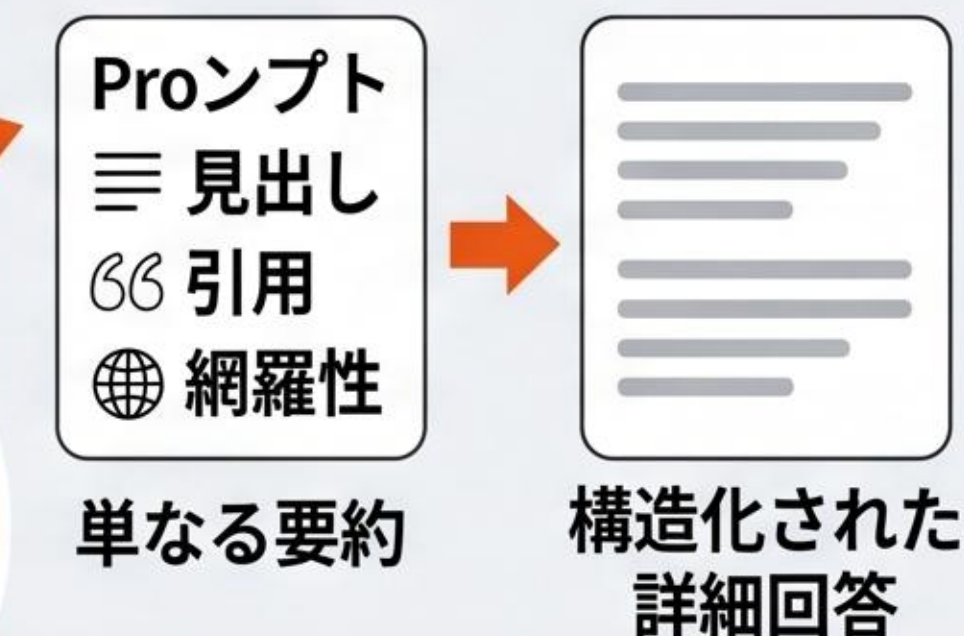 Proンプト
見出し
引用
網羅性
単なる要約
構造化された
詳細回答